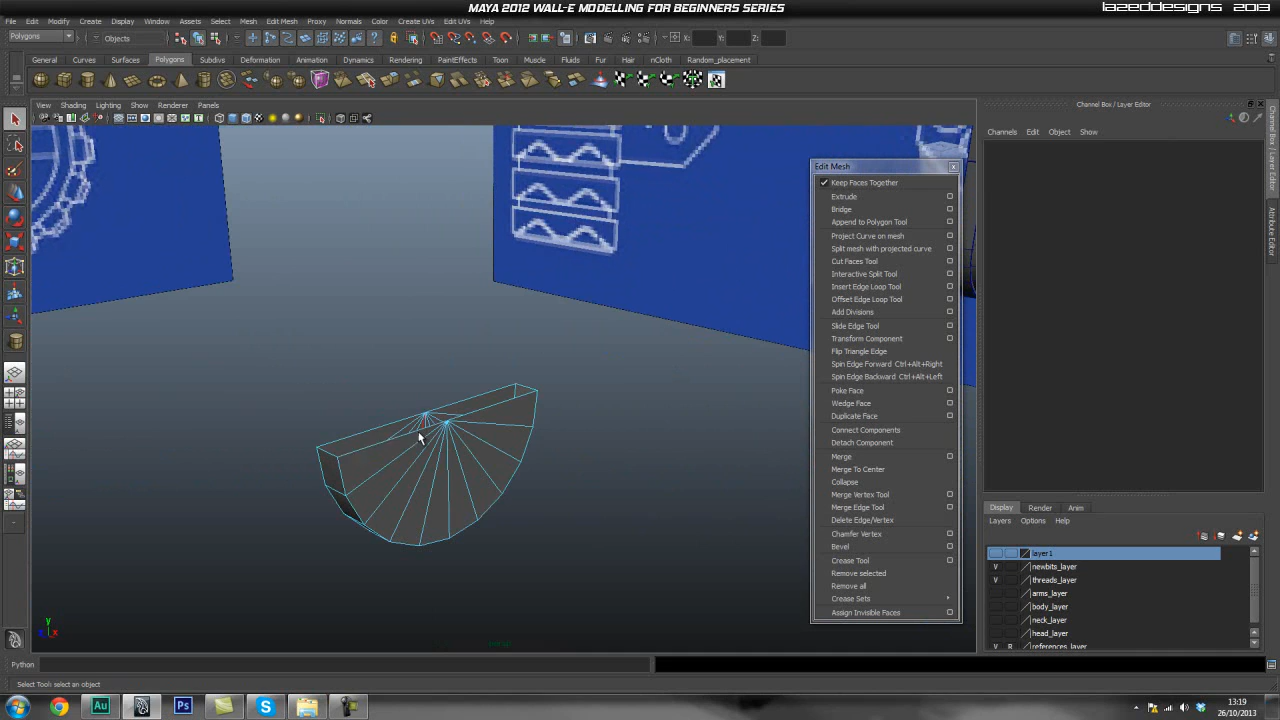 MAYA 2012 WALL-E MODELLING FOR BEGINNERS SERIES
LAZEDDESIGNS 2013
File Edit Modify Create Display Window Assets Select Mesh Edit Mesh Proxy Normals Color Create UVs Edit UVs Help
Polygons Objects X: Y: Z:
General Curves Surfaces Polygons Subdivs Deformation Animation Dynamics Rendering PaintEffects Toon Muscle Fluids Fur Hair nCloth Random_placement
View Shading Lighting Show Renderer Panels
Channel Box / Layer Editor
Channels Edit Object Show
Channel Box / Layer Editor
Attribute Editor
Edit Mesh
Keep Faces Together
Extrude
Bridge
Append to Polygon Tool
Project Curve on mesh
Split mesh with projected curve
Cut Faces Tool
Interactive Split Tool
Insert Edge Loop Tool
Offset Edge Loop Tool
Add Divisions
Slide Edge Tool
Transform Component
Flip Triangle Edge
Spin Edge Forward Ctrl+Alt+Right
Spin Edge Backward Ctrl+Alt+Left
Poke Face
Wedge Face
Duplicate Face
Connect Components
Detach Component
Merge
Merge To Center
Collapse
Merge Vertex Tool
Merge Edge Tool
Delete Edge/Vertex
Chamfer Vertex
Bevel
Crease Tool
Remove selected
Remove all
Crease Sets
Assign Invisible Faces
Display Render Anim
Layers Options Help
layer1
V newbits_layer
V threads_layer
arms_layer
body_layer
neck_layer
head_layer
V R references_layer
y
z x
persp
Python
Select Tool: select an object
13:19
26/10/2013